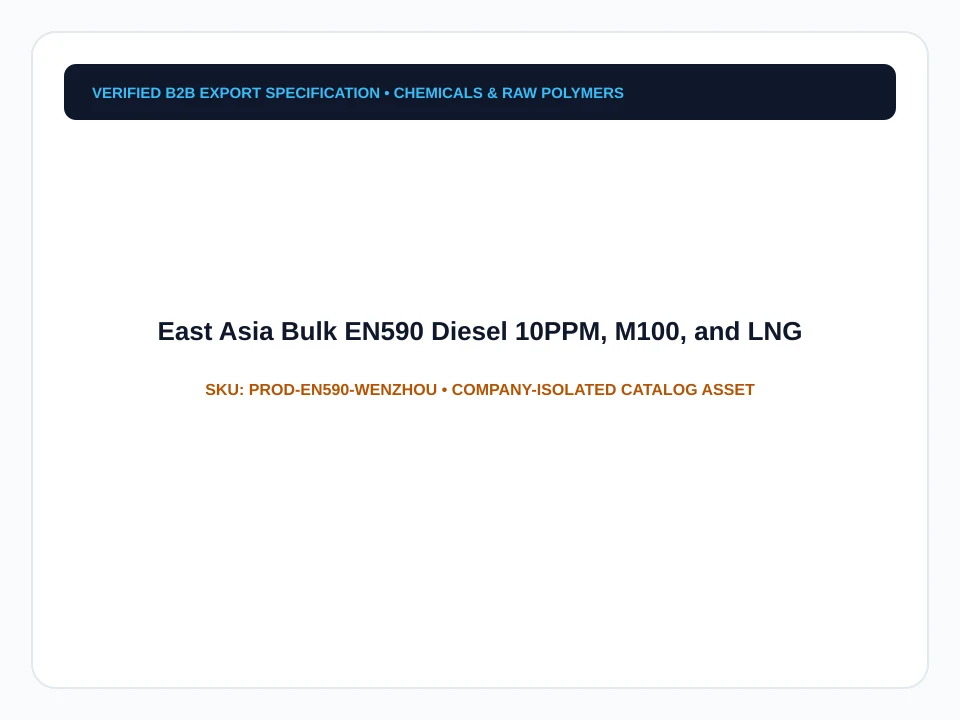 VERIFIED B2B EXPORT SPECIFICATION • CHEMICALS & RAW POLYMERS
East Asia Bulk EN590 Diesel 10PPM, M100, and LNG
SKU: PROD-EN590-WENZHOU • COMPANY-ISOLATED CATALOG ASSET